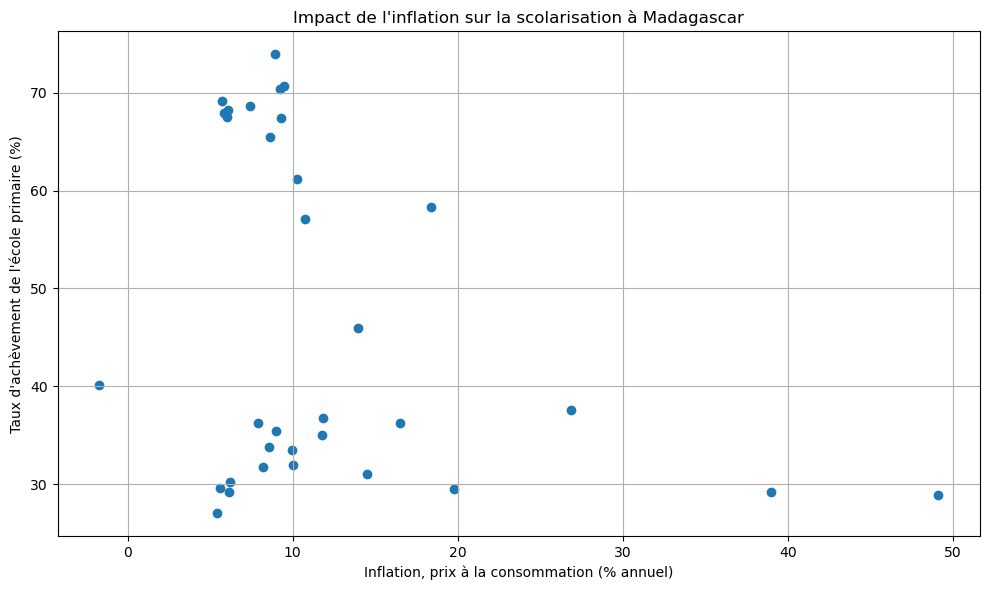 Impact de l'inflation sur la scolarisation à Madagascar
Taux d'achèvement de l'école primaire (%)
70
60
50
40
30
0 10 20 30 40 50
Inflation, prix à la consommation (% annuel)